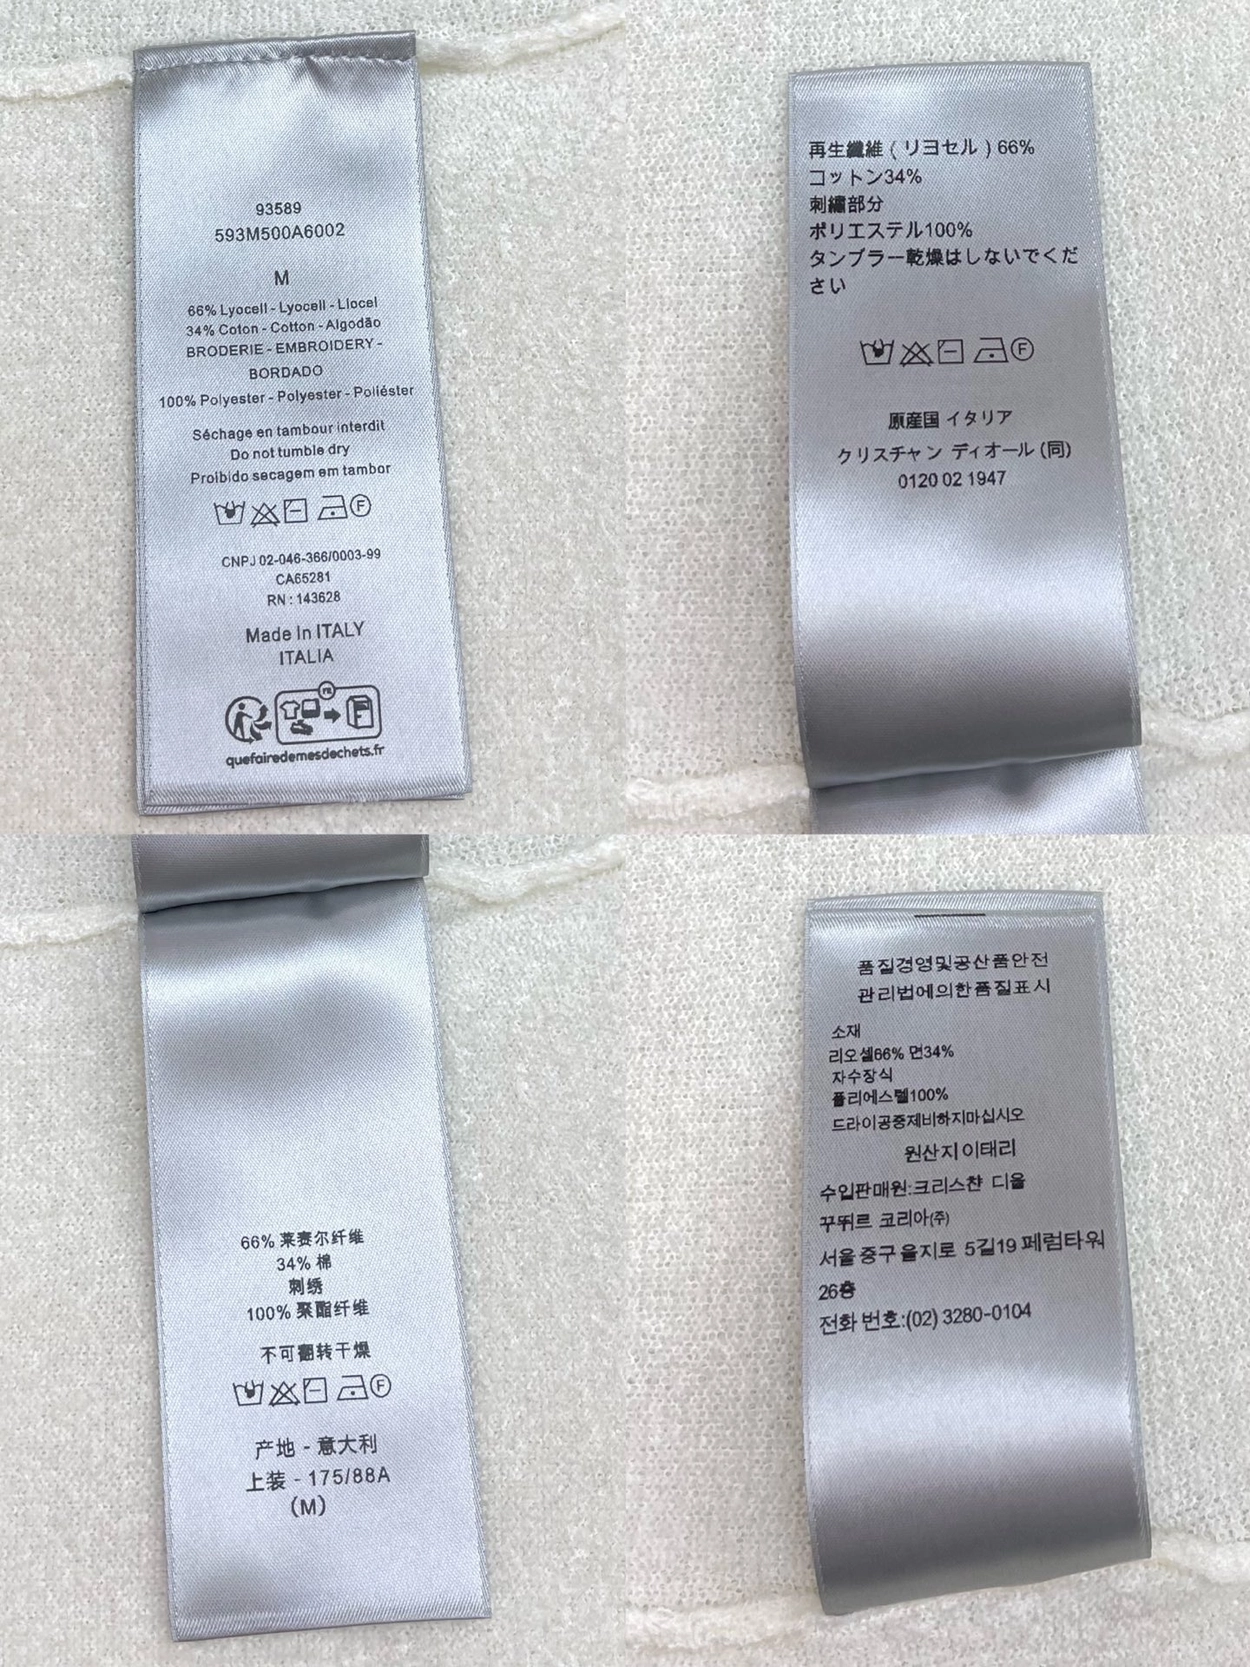 93589
593M500A6002
M
66% Lyocell - Lyocell - Llocel
34% Coton - Cotton - Algodão
BRODERIE - EMBROIDERY -
BORDADO
100% Polyester - Polyester - Poliéster
Séchage en tambour interdit
Do not tumble dry
Proibido secagem em tambor
F
CNPJ 02-046-366/0003-99
CA65281
RN : 143628
Made In ITALY
ITALIA
quefairedemesdechets.fr
再生繊維 ( リヨセル ) 66%
コットン34%
刺繡部分
ポリエステル100%
タンブラー乾燥はしないでくだ
さい
F
原産国 イタリア
クリスチャン ディオール (同)
0120 02 1947
66% 莱赛尔纤维
34% 棉
刺绣
100% 聚酯纤维
不可翻转干燥
F
产地 - 意大利
上装 - 175/88A
(M)
품질경영및공산품안전
관리법에의한품질표시
소재
리오셀66% 면34%
자수장식
폴리에스텔100%
드라이공중제비하지마십시오
원산지이태리
수입판매원:크리스챤 디올
꾸뛰르 코리아(주)
서울중구을지로 5길19 페럼타워
26층
전화 번호:(02) 3280-0104